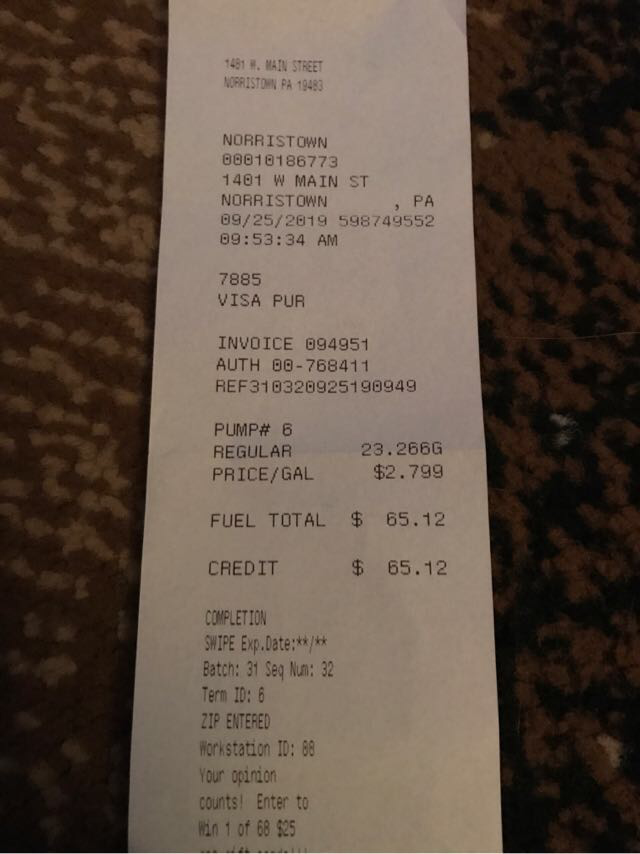 1401 W. MAIN STREET
NORRISTOWN PA 19403
NORRISTOWN
00010186773
1401 W MAIN ST
NORRISTOWN , PA
09/25/2019 598749552
09:53:34 AM
7885
VISA PUR
INVOICE 094951
AUTH 00-768411
REF310320925190949
PUMP# 6
REGULAR 23.266G
PRICE/GAL $2.799
FUEL TOTAL $ 65.12
CREDIT $ 65.12
COMPLETION
SWIPE Exp.Date:**/**
Batch: 31 Seq Num: 32
Term ID: 6
ZIP ENTERED
Workstation ID: 00
Your opinion
counts! Enter to
Win 1 of 68 $25